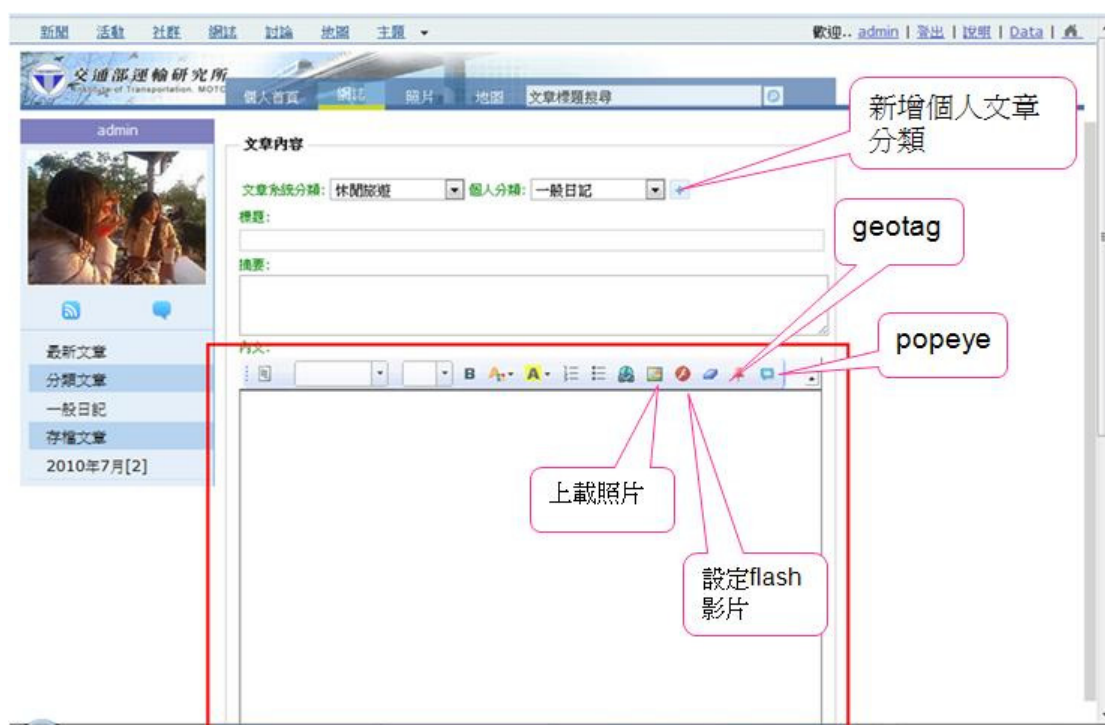 新聞 活動 社群 網誌 討論 地圖 主題
歡迎.. admin | 登出 | 說明 | Data |
交通部運輸研究所
Institute of Transportation, MOTC
個人首頁 網誌 照片 地圖 文章標題搜尋
新增個人文章
分類
admin
文章內容
文章系統分類: 休閒旅遊 個人分類: 一般日記
標題:
geotag
摘要:
popeye
內文:
B A A
最新文章
分類文章
一般日記
存檔文章
2010年7月[2]
上載照片
設定flash
影片